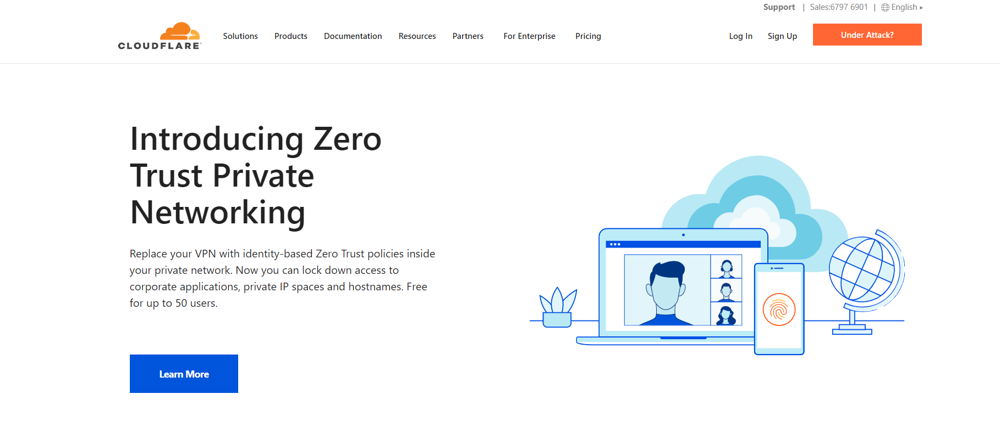 Support | Sales:6797 6901 | English ▸
CLOUDFLARE®
Solutions Products Documentation Resources Partners For Enterprise Pricing Log In Sign Up Under Attack?
Introducing Zero
Trust Private
Networking
Replace your VPN with identity-based Zero Trust policies inside
your private network. Now you can lock down access to
corporate applications, private IP spaces and hostnames. Free
for up to 50 users.
Learn More